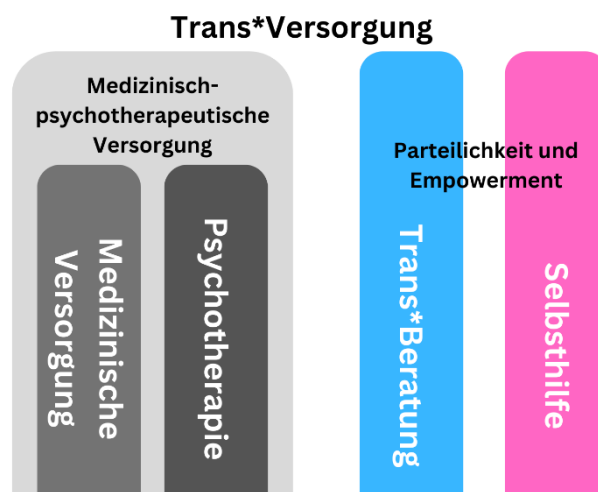 Trans*Versorgung
Medizinisch-
psychotherapeutische
Versorgung
Medizinische
Versorgung
Psychotherapie
Parteilichkeit und
Empowerment
Trans*Beratung
Selbsthilfe